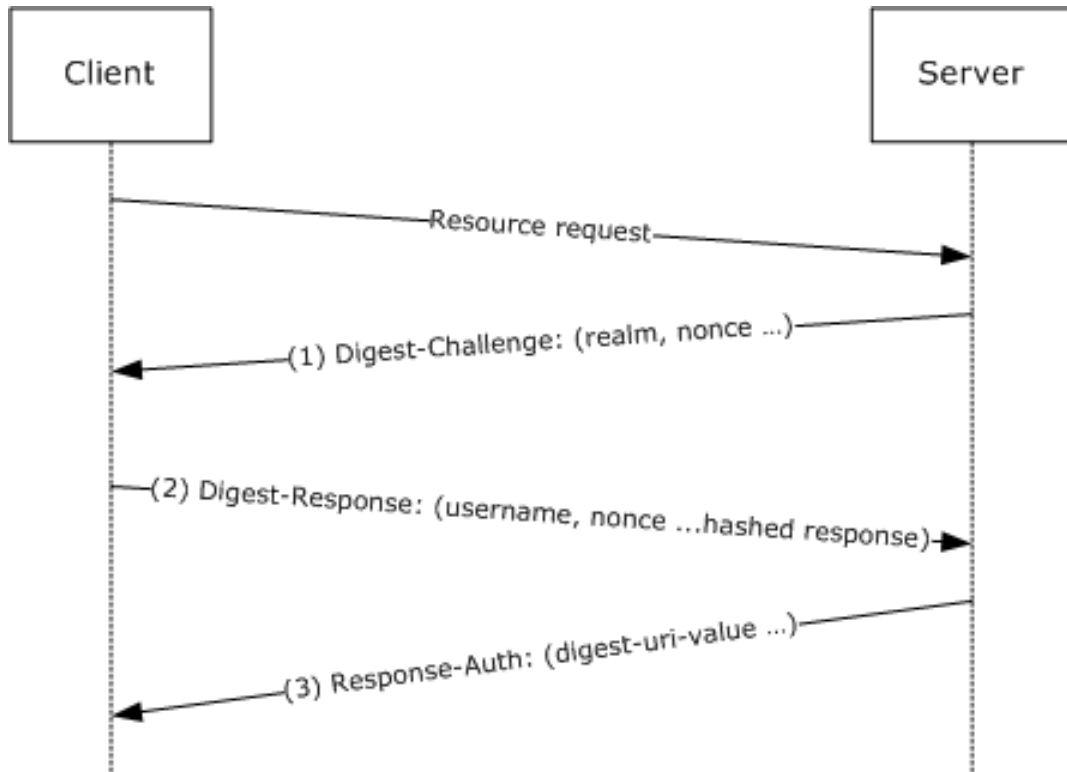 Client
Server
Resource request
(1) Digest-Challenge: (realm, nonce ...)
(2) Digest-Response: (username, nonce ...hashed response)
(3) Response-Auth: (digest-uri-value ...)